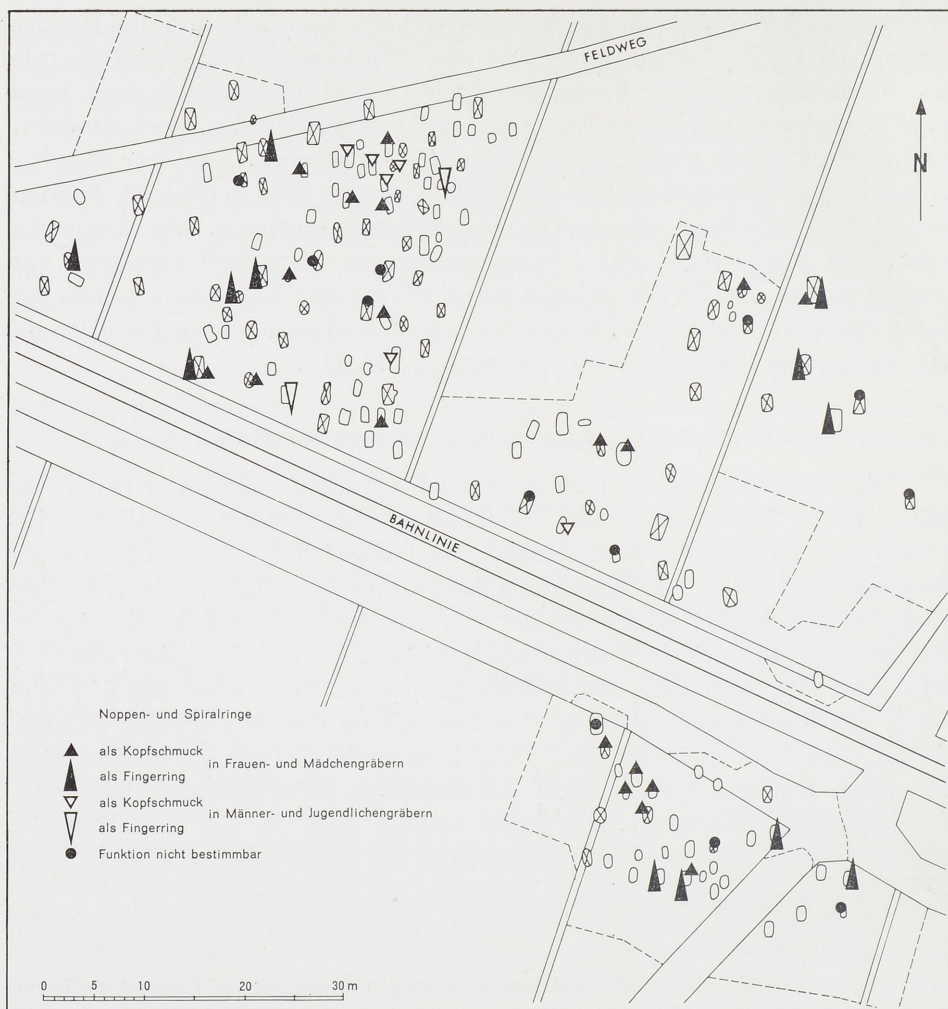 FELDWEG
N
BAHNLINIE
Noppen- und Spiralringe
als Kopfschmuck
in Frauen- und Mädchengräbern
als Fingerring
als Kopfschmuck
in Männer- und Jugendlichengräbern
als Fingerring
Funktion nicht bestimmbar
0 5 10 20 30 m